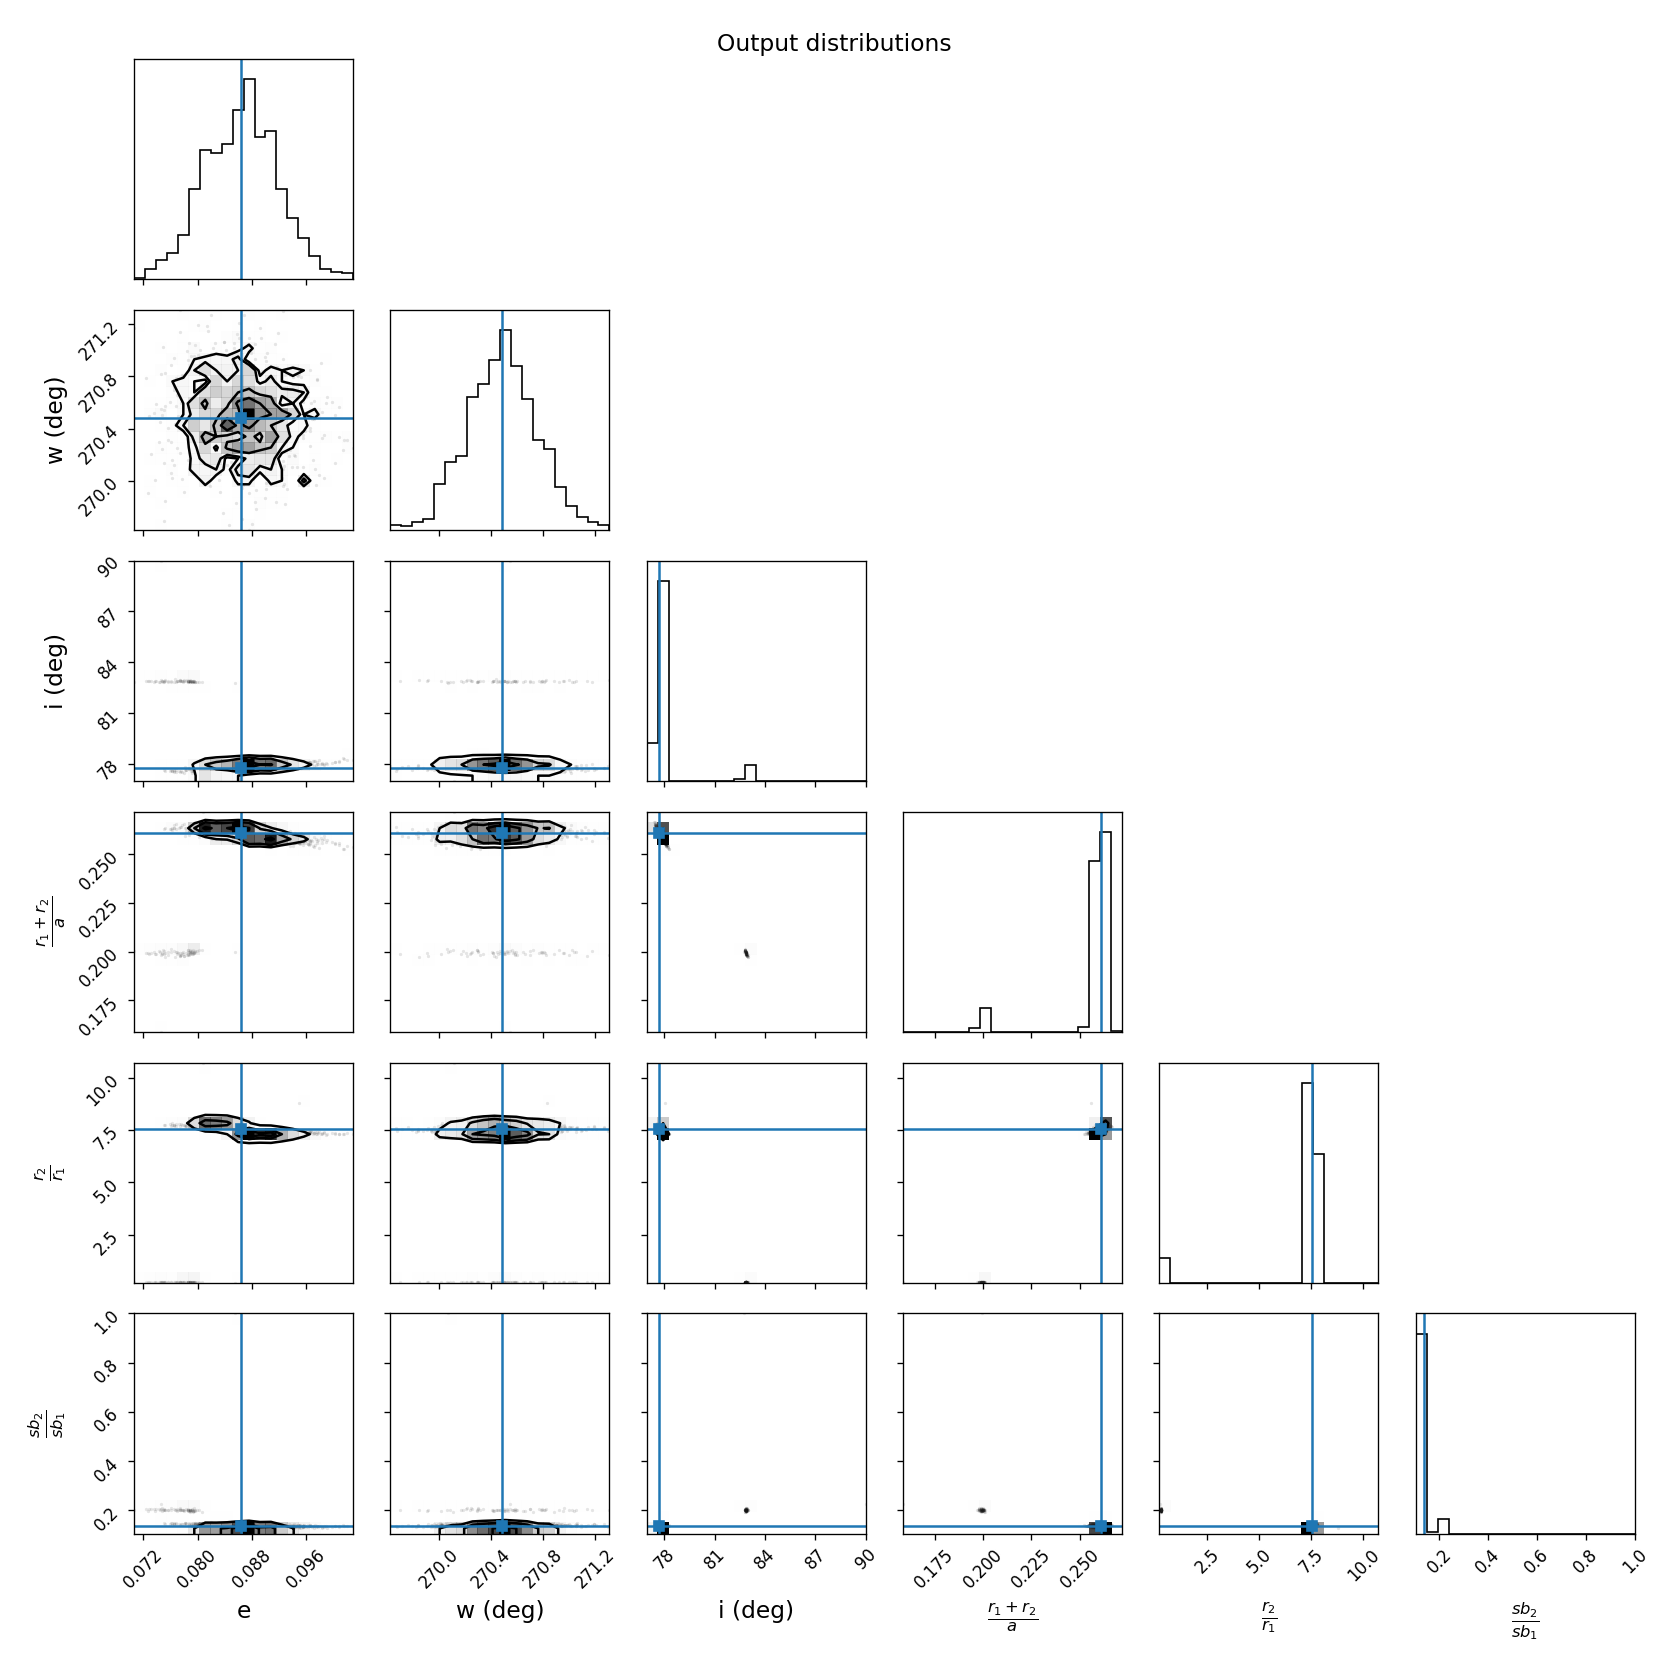 Output distributions
w (deg)
271.2
270.8
270.4
270.0
i (deg)
90
87
84
81
78
r1 + r2
a
0.250
0.225
0.200
0.175
r2
r1
10.0
7.5
5.0
2.5
sb2
sb1
1.0
0.8
0.6
0.4
0.2
0.072 0.080 0.088 0.096
270.0 270.4 270.8 271.2
78 81 84 87 90
0.175 0.200 0.225 0.250
2.5 5.0 7.5 10.0
0.2 0.4 0.6 0.8 1.0
e
w (deg)
i (deg)
r1 + r2
a
r2
r1
sb2
sb1